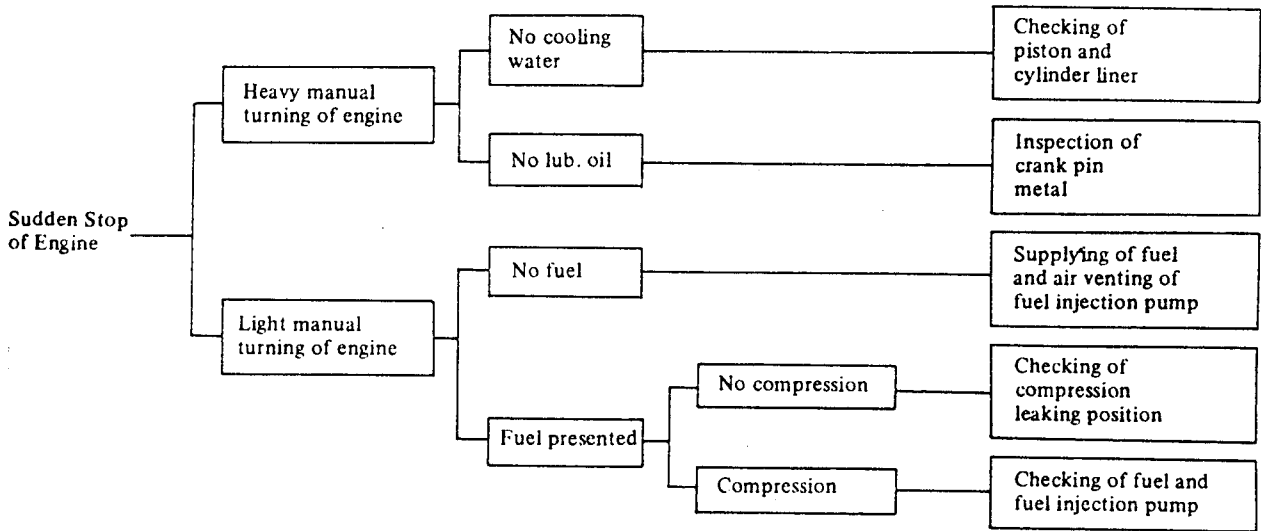 Sudden Stop
of Engine
Heavy manual
turning of engine
No cooling
water
Checking of
piston and
cylinder liner
No lub. oil
Inspection of
crank pin
metal
Light manual
turning of engine
No fuel
Supplying of fuel
and air venting of
fuel injection pump
Fuel presented
No compression
Checking of
compression
leaking position
Compression
Checking of fuel and
fuel injection pump